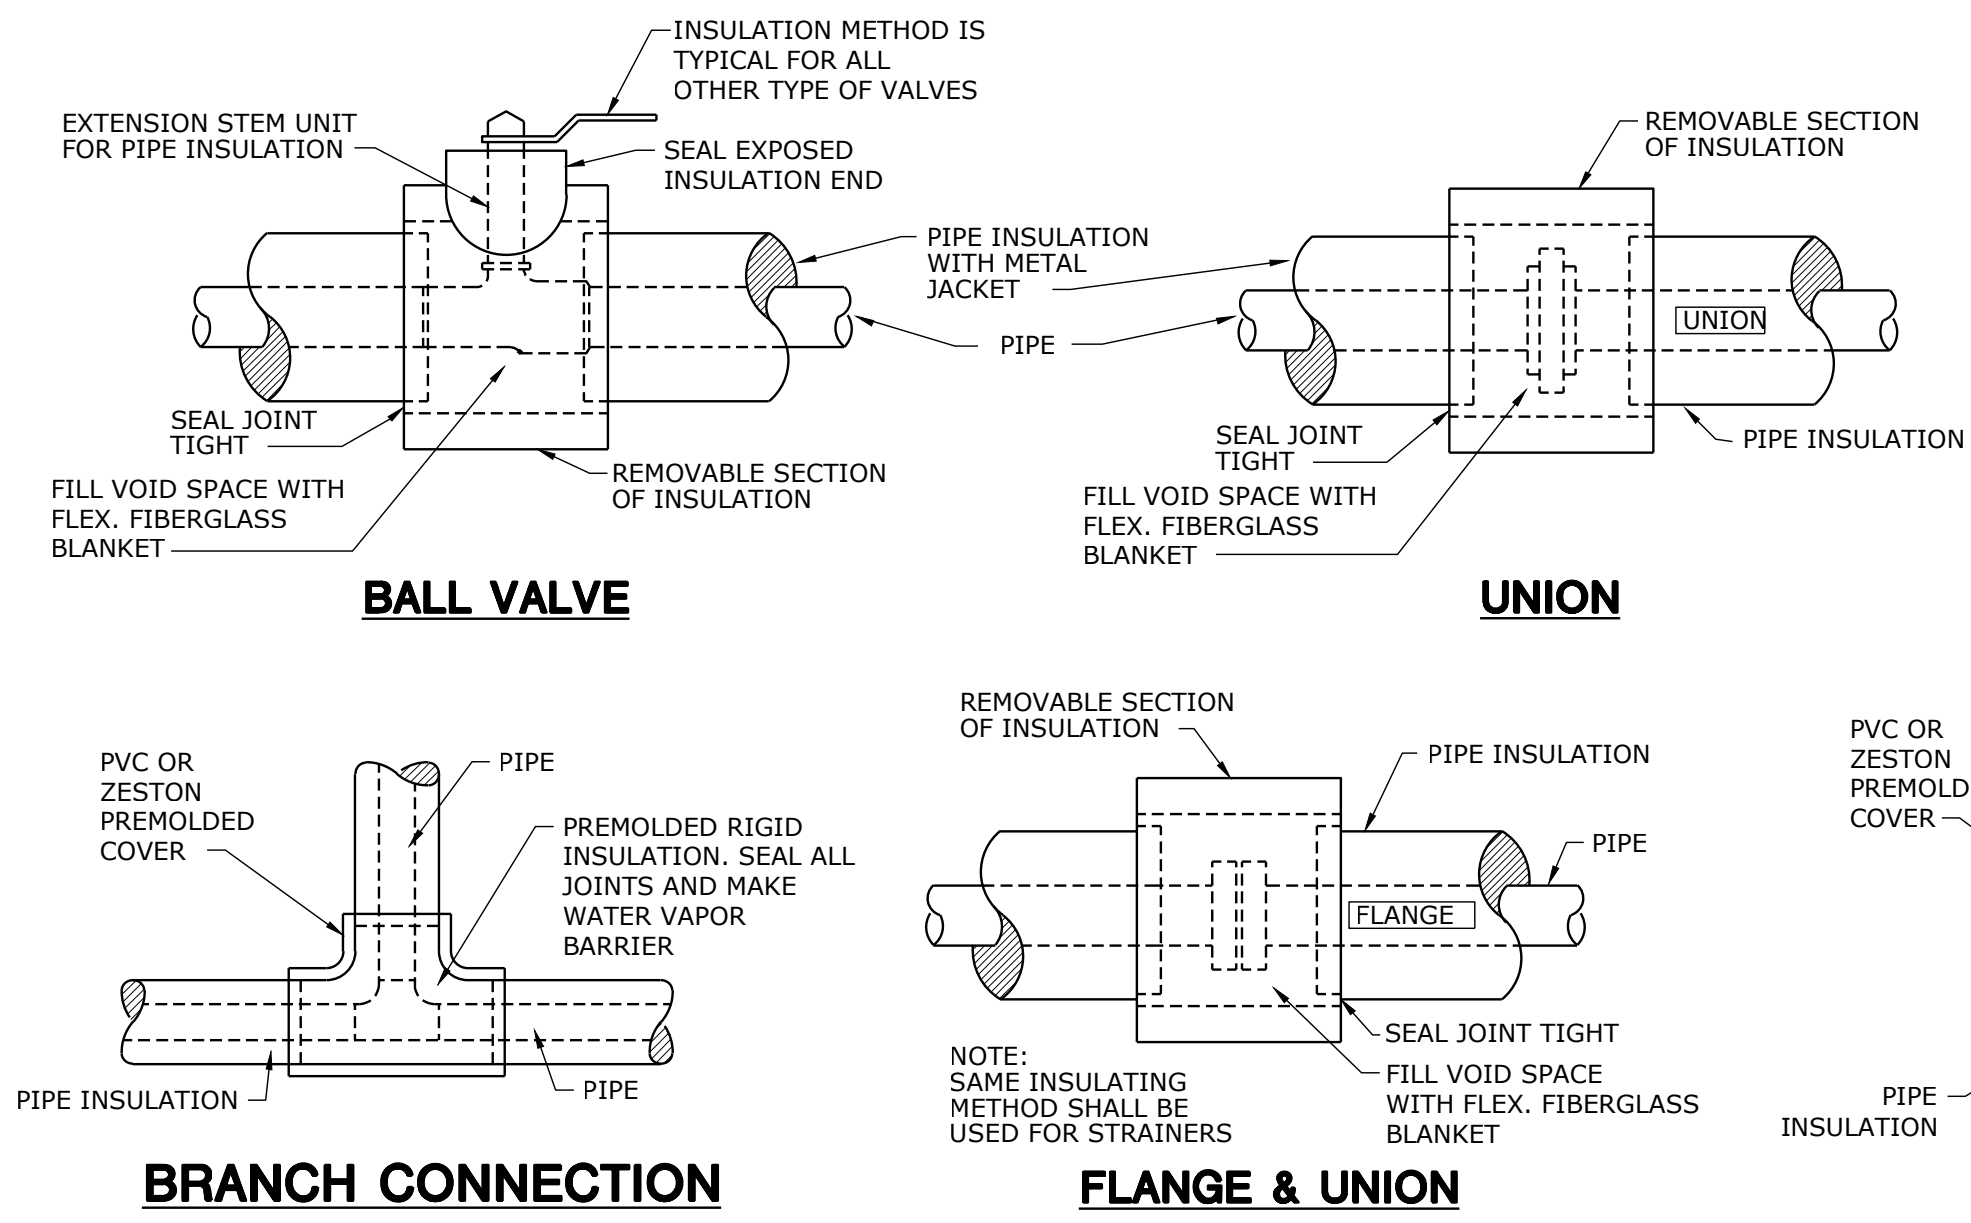 INSULATION METHOD IS
TYPICAL FOR ALL
OTHER TYPE OF VALVES
EXTENSION STEM UNIT
FOR PIPE INSULATION
SEAL EXPOSED
INSULATION END
PIPE INSULATION
WITH METAL
JACKET
PIPE
SEAL JOINT
TIGHT
FILL VOID SPACE WITH
FLEX. FIBERGLASS
BLANKET
REMOVABLE SECTION
OF INSULATION
BALL VALVE
REMOVABLE SECTION
OF INSULATION
UNION
SEAL JOINT
TIGHT
PIPE INSULATION
FILL VOID SPACE WITH
FLEX. FIBERGLASS
BLANKET
UNION
PVC OR
ZESTON
PREMOLDED
COVER
PIPE
PREMOLDED RIGID
INSULATION. SEAL ALL
JOINTS AND MAKE
WATER VAPOR
BARRIER
PIPE INSULATION
PIPE
BRANCH CONNECTION
REMOVABLE SECTION
OF INSULATION
PIPE INSULATION
PIPE
FLANGE
SEAL JOINT TIGHT
FILL VOID SPACE
WITH FLEX. FIBERGLASS
BLANKET
NOTE:
SAME INSULATING
METHOD SHALL BE
USED FOR STRAINERS
FLANGE & UNION
PVC OR
ZESTON
PREMOLD
COVER
PIPE
INSULATION